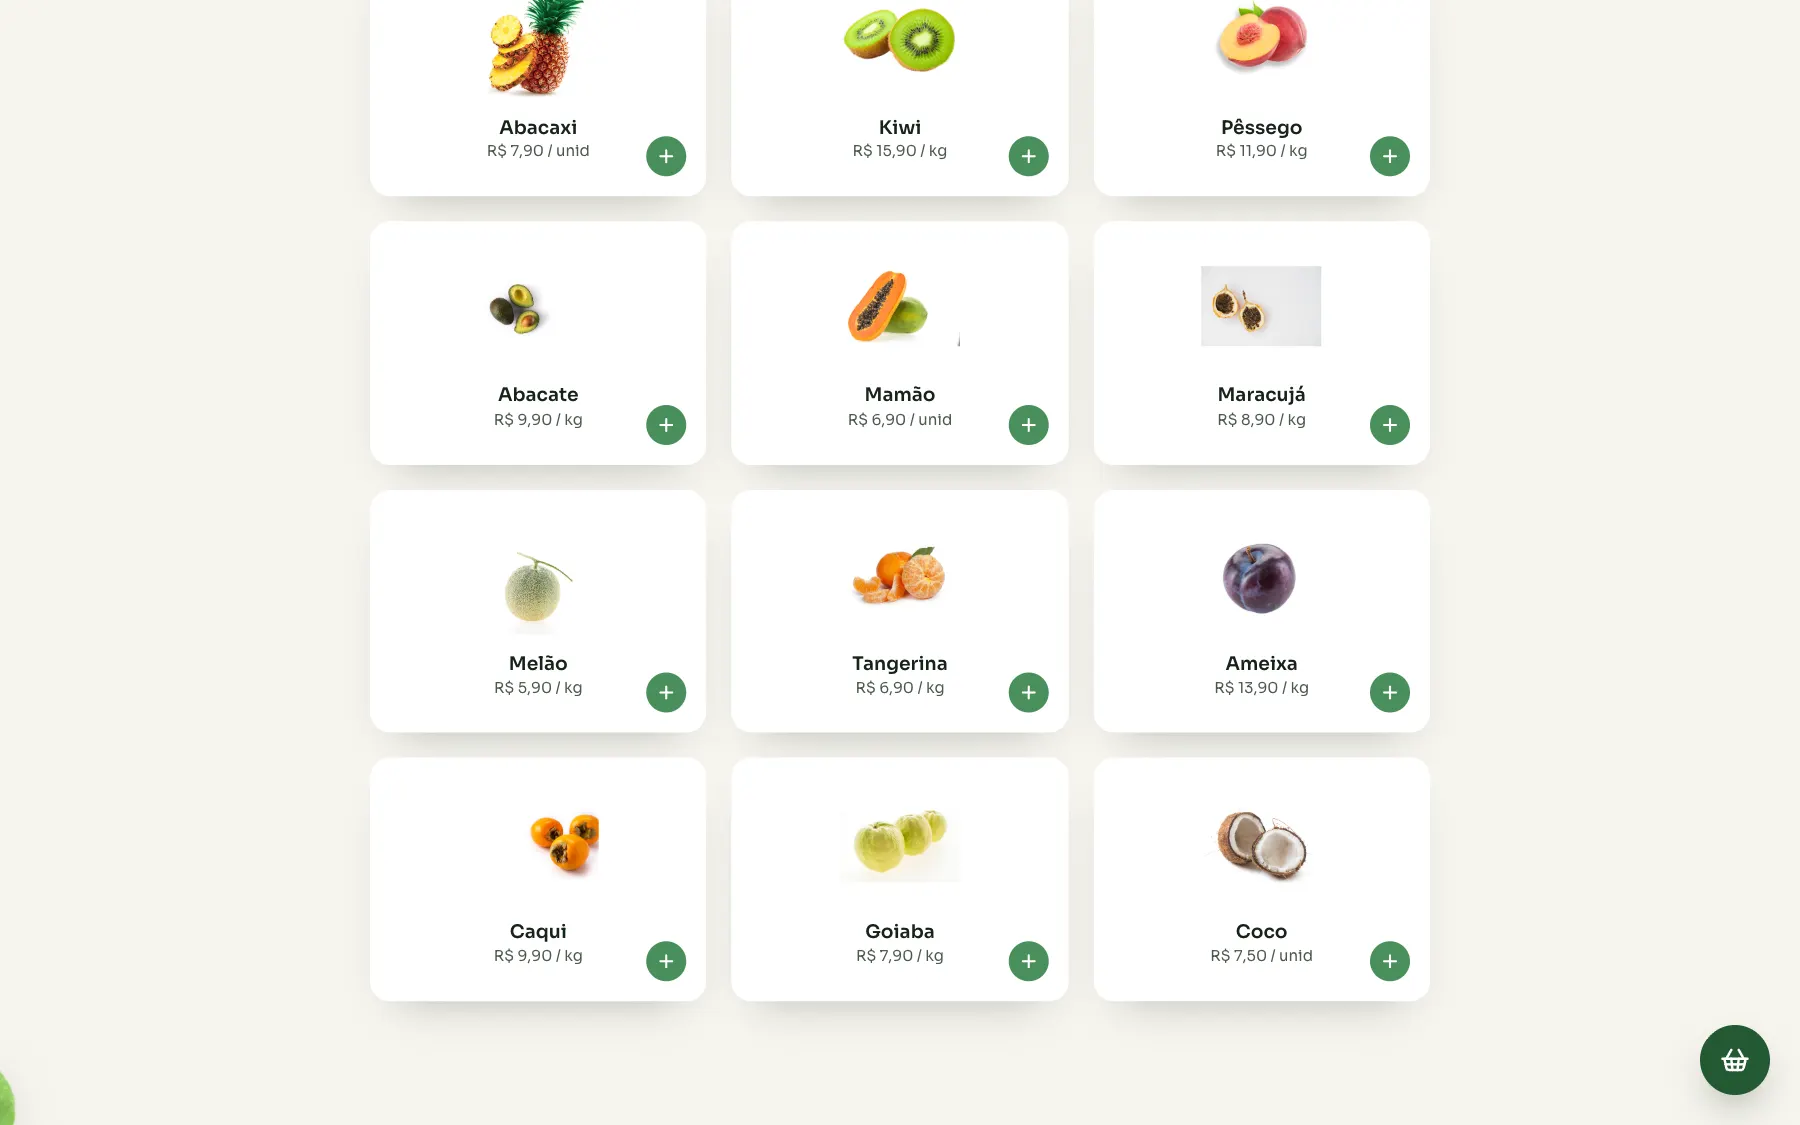 Abacaxi
R$ 7,90 / unid
Kiwi
R$ 15,90 / kg
Pêssego
R$ 11,90 / kg
Abacate
R$ 9,90 / kg
Mamão
R$ 6,90 / unid
Maracujá
R$ 8,90 / kg
Melão
R$ 5,90 / kg
Tangerina
R$ 6,90 / kg
Ameixa
R$ 13,90 / kg
Caqui
R$ 9,90 / kg
Goiaba
R$ 7,90 / kg
Coco
R$ 7,50 / unid